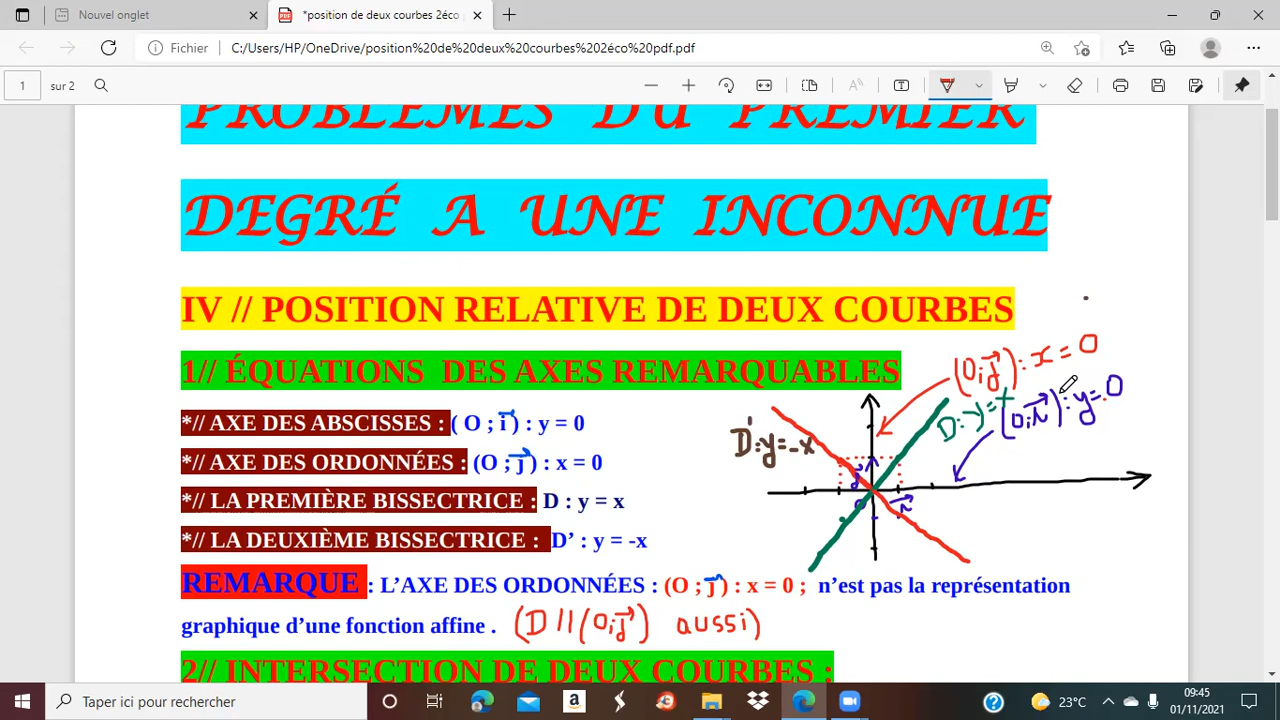 Nouvel onglet
*position de deux courbes 2éco p
Fichier
C:/Users/HP/OneDrive/position%20de%20deux%20courbes%202éco%20pdf.pdf
1 sur 2
PROBLÈMES DU PREMIER
DEGRÉ A UNE INCONNUE
IV // POSITION RELATIVE DE DEUX COURBES
1// ÉQUATIONS DES AXES REMARQUABLES
(O;j) : x = 0
*// AXE DES ABSCISSES : ( O ; i ) : y = 0
D: y = x
(O;i) : y = 0
D' : y = -x
*// AXE DES ORDONNÉES : (O ; j ) : x = 0
j
O
i
*// LA PREMIÈRE BISSECTRICE : D : y = x
*// LA DEUXIÈME BISSECTRICE : D’ : y = -x
REMARQUE : L’AXE DES ORDONNÉES : (O ; j ) : x = 0 ; n’est pas la représentation
graphique d’une fonction affine . (D // (O;j) aussi)
2// INTERSECTION DE DEUX COURBES :
Taper ici pour rechercher
23°C
09:45
01/11/2021